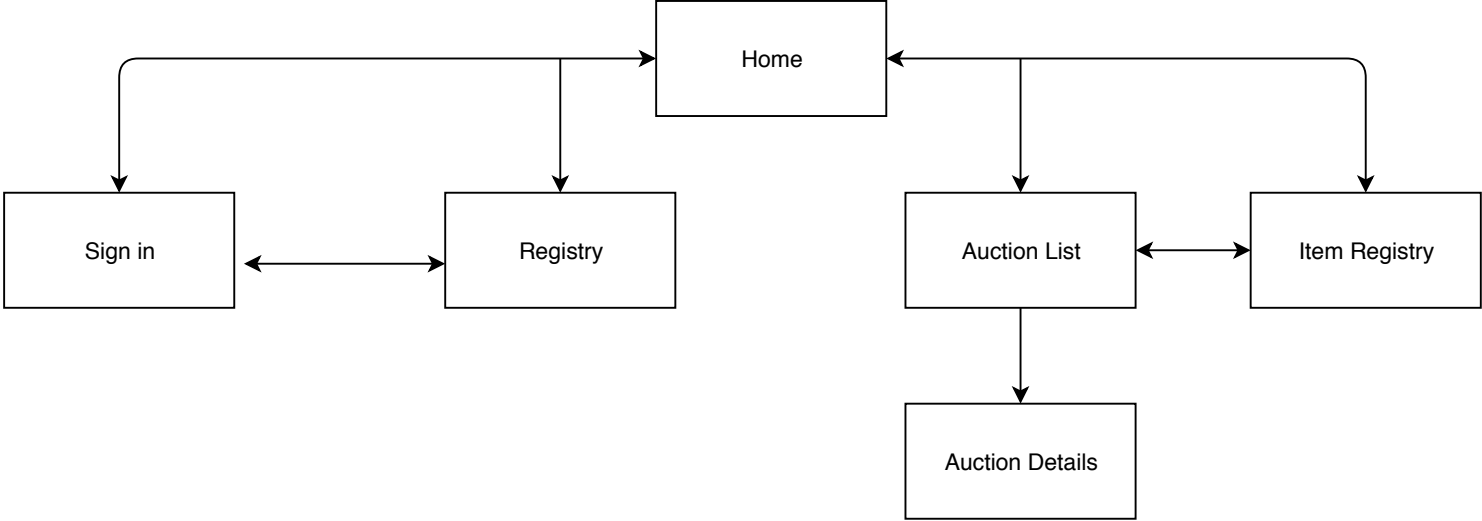 Home
Sign in
Registry
Auction List
Item Registry
Auction Details